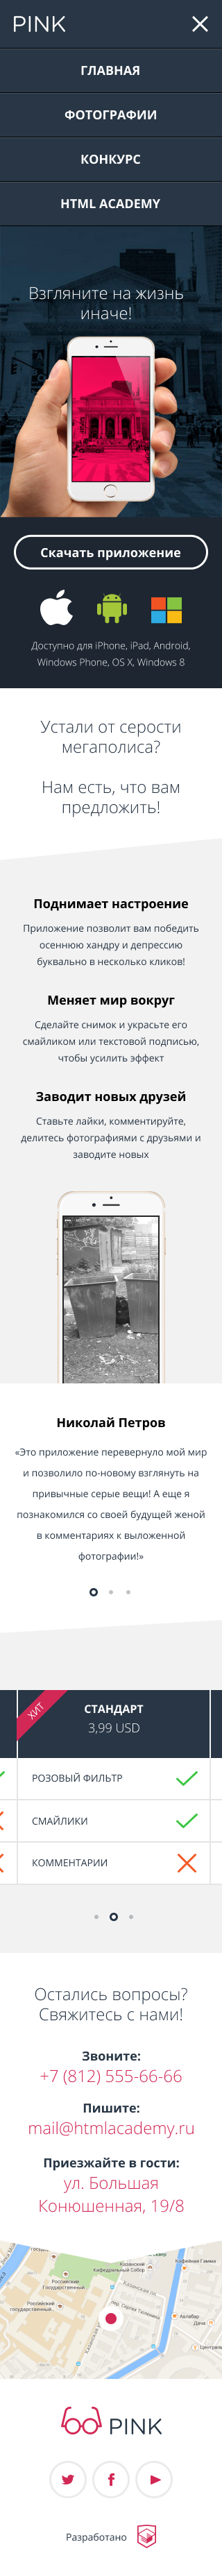 PINK
ГЛАВНАЯ
ФОТОГРАФИИ
КОНКУРС
HTML ACADEMY
Взгляните на жизнь
иначе!
Скачать приложение
Доступно для iPhone, iPad, Android,
Windows Phone, OS X, Windows 8
Устали от серости
мегаполиса?
Нам есть, что вам
предложить!
Поднимает настроение
Приложение позволит вам победить
осеннюю хандру и депрессию
буквально в несколько кликов!
Меняет мир вокруг
Сделайте снимок и украсьте его
смайликом или текстовой подписью,
чтобы усилить эффект
Заводит новых друзей
Ставьте лайки, комментируйте,
делитесь фотографиями с друзьями и
заводите новых
Николай Петров
«Это приложение перевернуло мой мир
и позволило по-новому взглянуть на
привычные серые вещи! А еще я
познакомился со своей будущей женой
в комментариях к выложенной
фотографии!»
ХИТ
СТАНДАРТ
3,99 USD
РОЗОВЫЙ ФИЛЬТР
СМАЙЛИКИ
КОММЕНТАРИИ
Остались вопросы?
Свяжитесь с нами!
Звоните:
+7 (812) 555-66-66
Пишите:
mail@htmlacademy.ru
Приезжайте в гости:
ул. Большая
Конюшенная, 19/8
PINK
Разработано